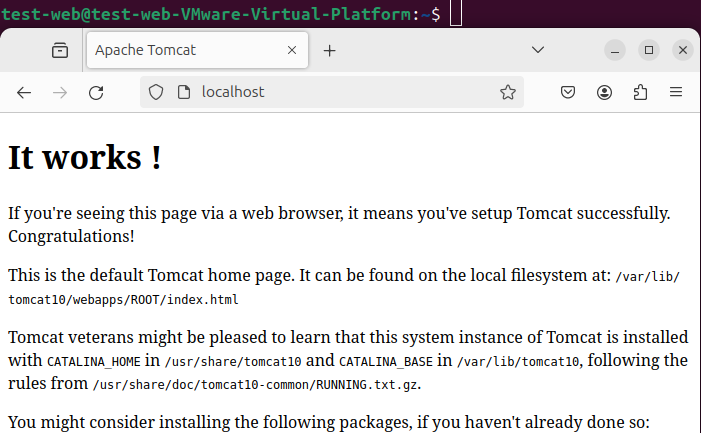 test-web@test-web-VMware-Virtual-Platform:~$
Apache Tomcat
localhost
It works !
If you're seeing this page via a web browser, it means you've setup Tomcat successfully.
Congratulations!
This is the default Tomcat home page. It can be found on the local filesystem at: /var/lib/
tomcat10/webapps/ROOT/index.html
Tomcat veterans might be pleased to learn that this system instance of Tomcat is installed
with CATALINA_HOME in /usr/share/tomcat10 and CATALINA_BASE in /var/lib/tomcat10, following the
rules from /usr/share/doc/tomcat10-common/RUNNING.txt.gz.
You might consider installing the following packages, if you haven't already done so: